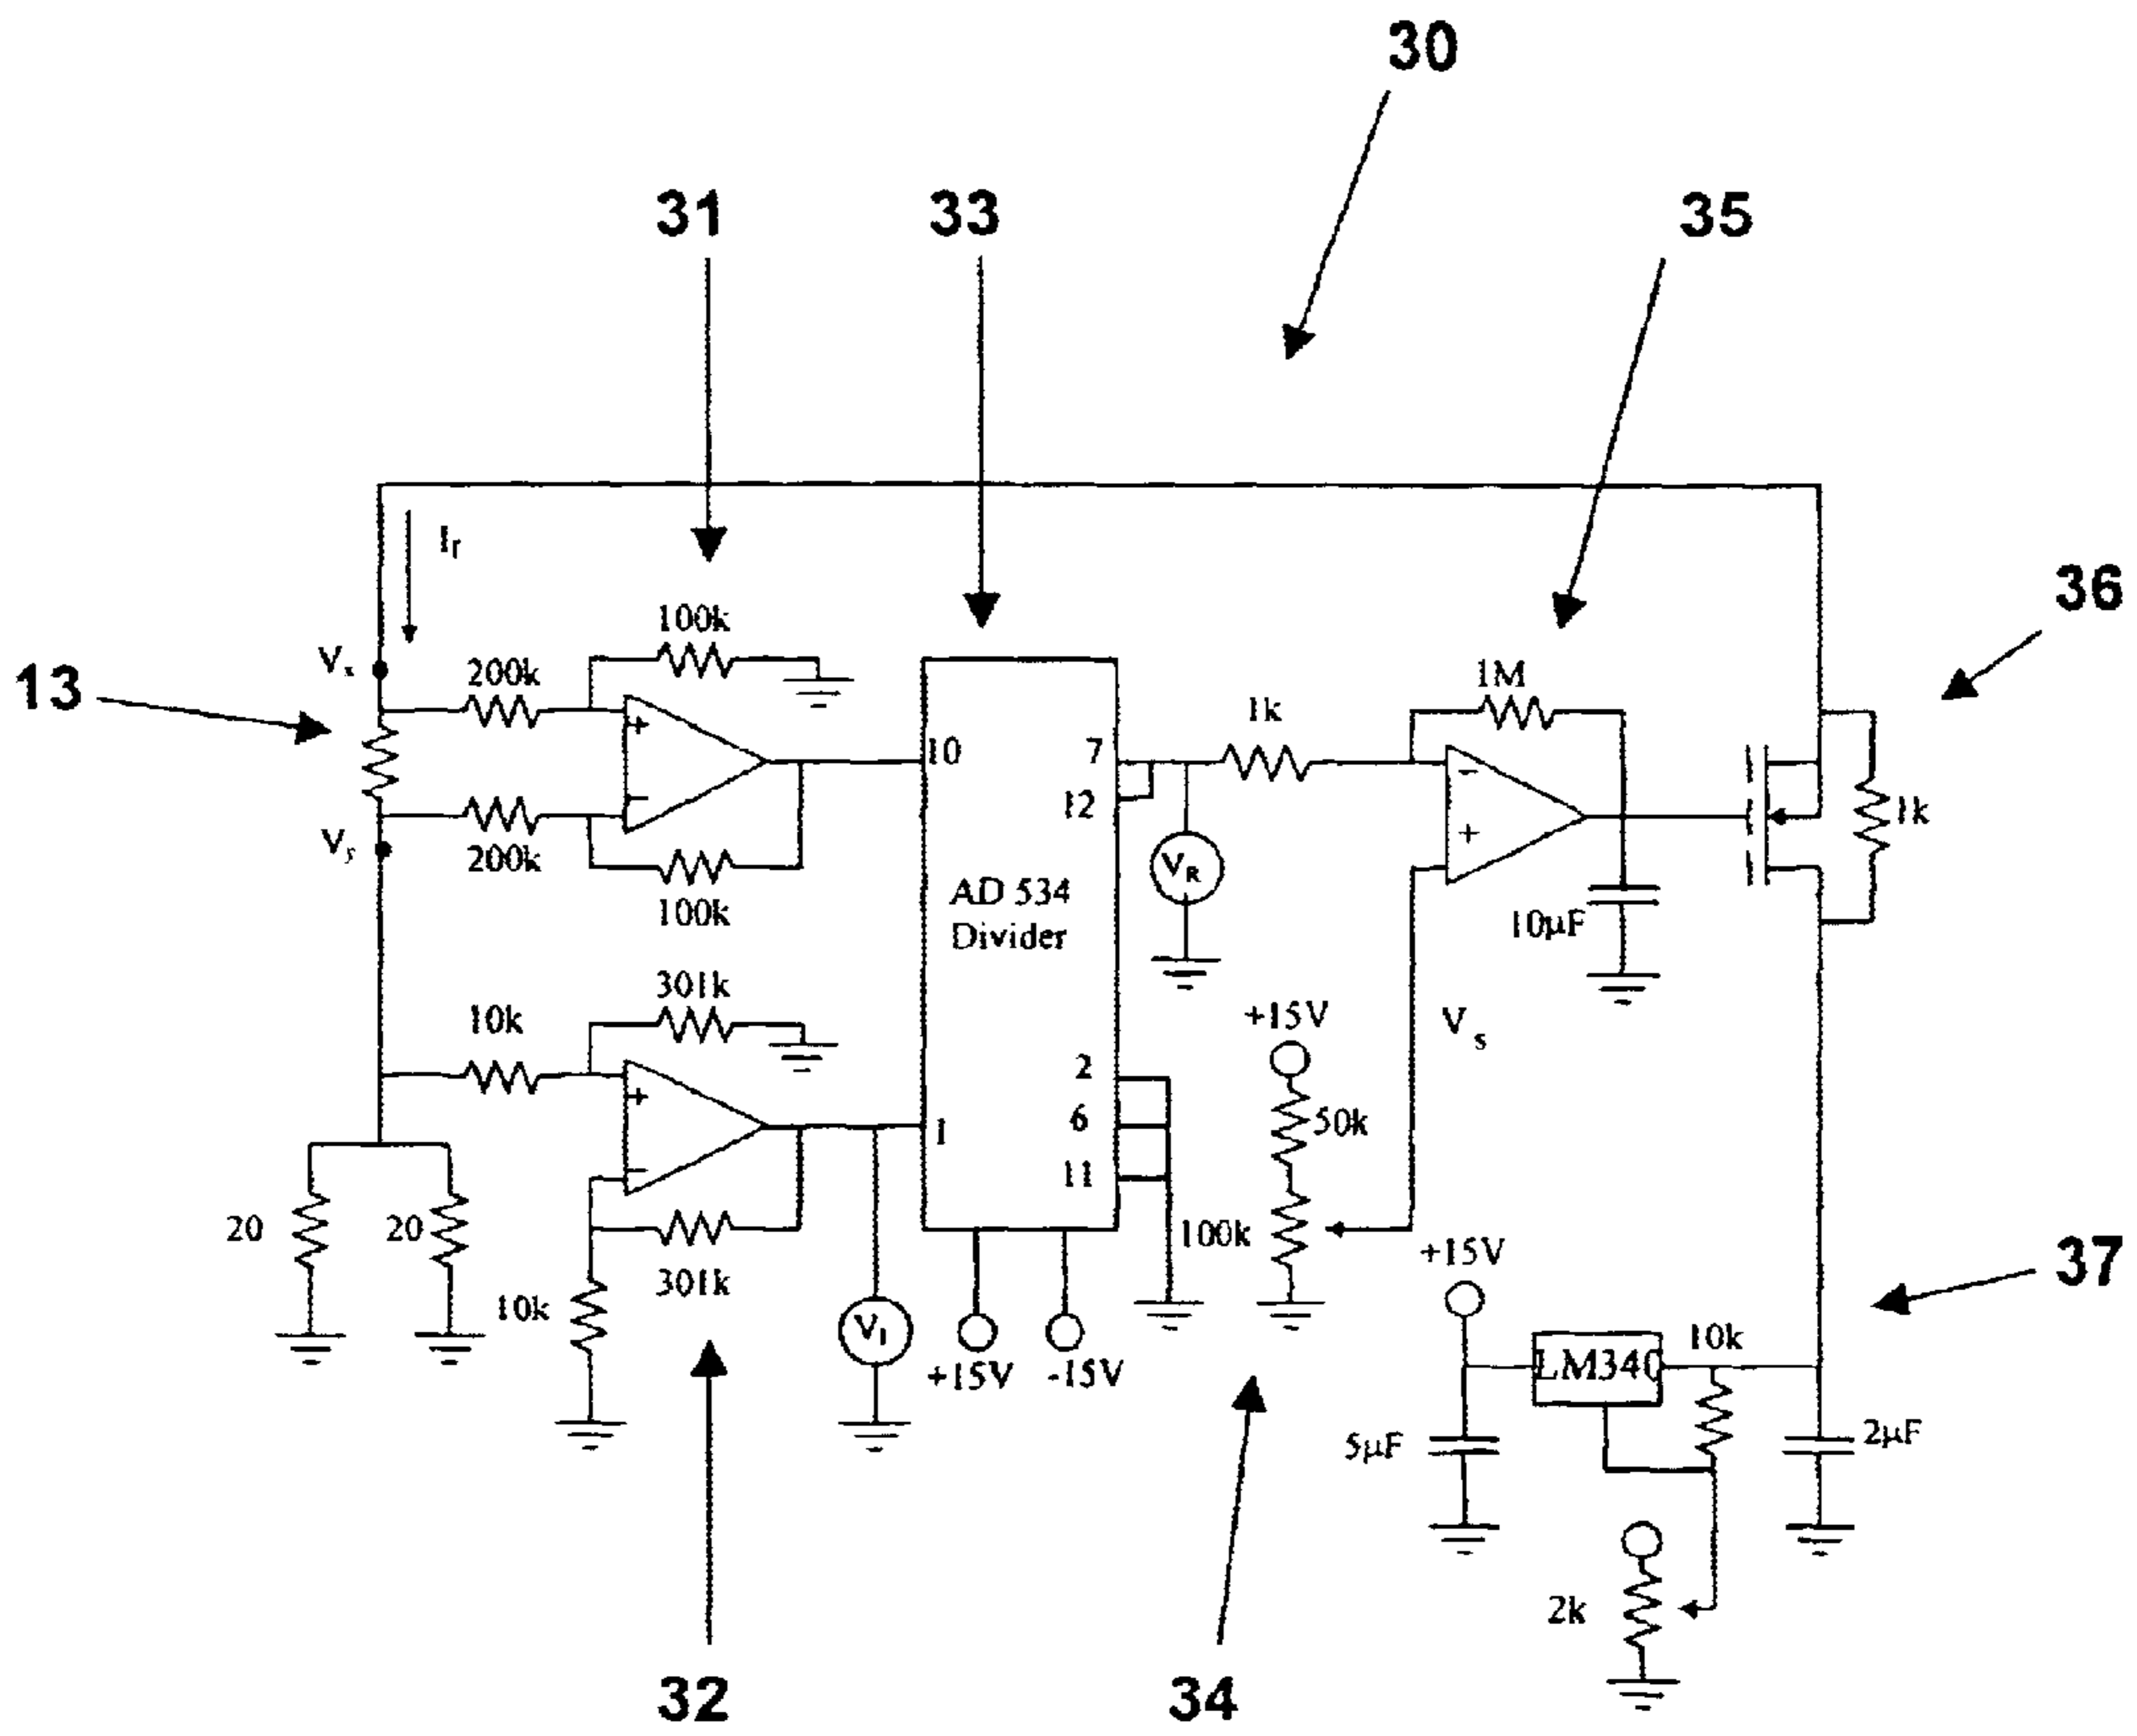 30
31
33
35
36
13
Ir
Vx
200k
100k
+
−
Vy
200k
100k
10
7
12
1k
1M
−
+
1k
VR
AD 534
Divider
10µF
10k
301k
+
−
301k
10k
1
2
6
11
+15V
50k
100k
Vs
20
20
VI
+15V
-15V
+15V
LM340
10k
37
5µF
2µF
2k
32
34